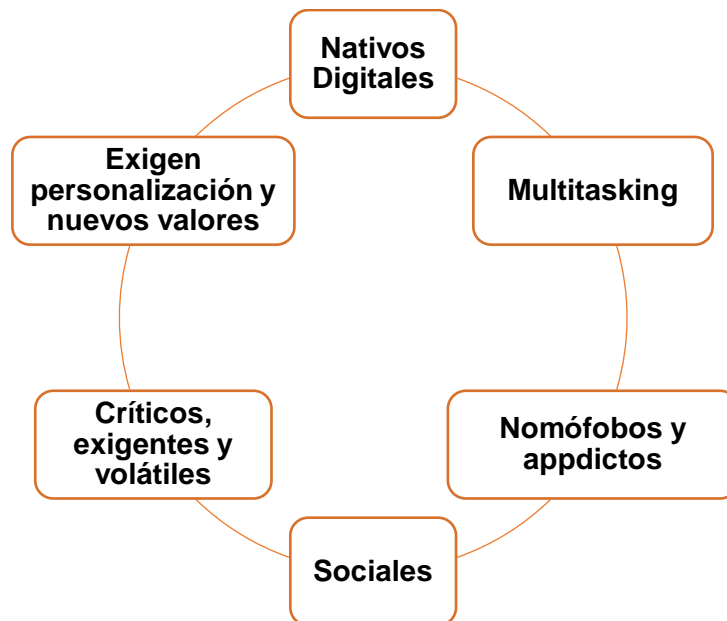 Nativos
Digitales
Multitasking
Nomófobos y
appdictos
Sociales
Críticos,
exigentes y
volátiles
Exigen
personalización y
nuevos valores